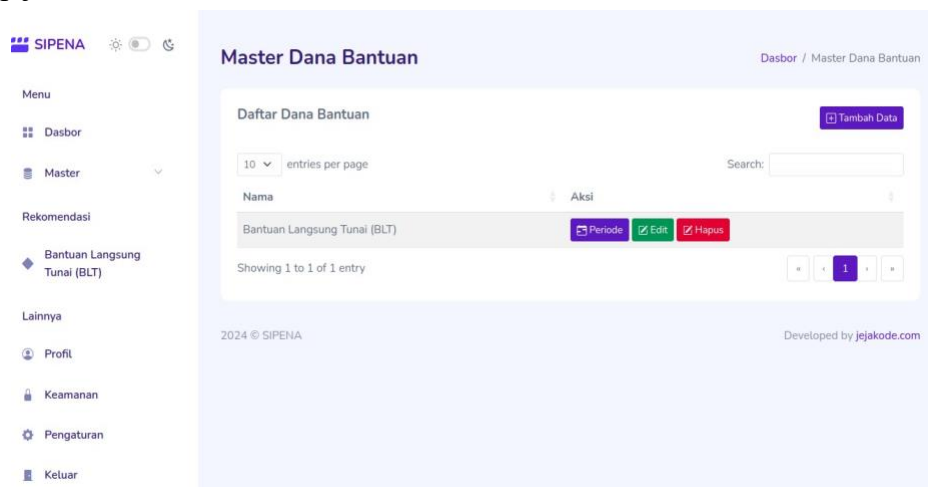 SIPENA
Menu
Dasbor
Master
Rekomendasi
Bantuan Langsung
Tunai (BLT)
Lainnya
Profil
Keamanan
Pengaturan
Keluar
Master Dana Bantuan
Dasbor / Master Dana Bantuan
Daftar Dana Bantuan
Tambah Data
10 entries per page
Search:
Nama Aksi
Bantuan Langsung Tunai (BLT) Periode Edit Hapus
Showing 1 to 1 of 1 entry
« ‹ 1 › »
2024 © SIPENA
Developed by jejakode.com